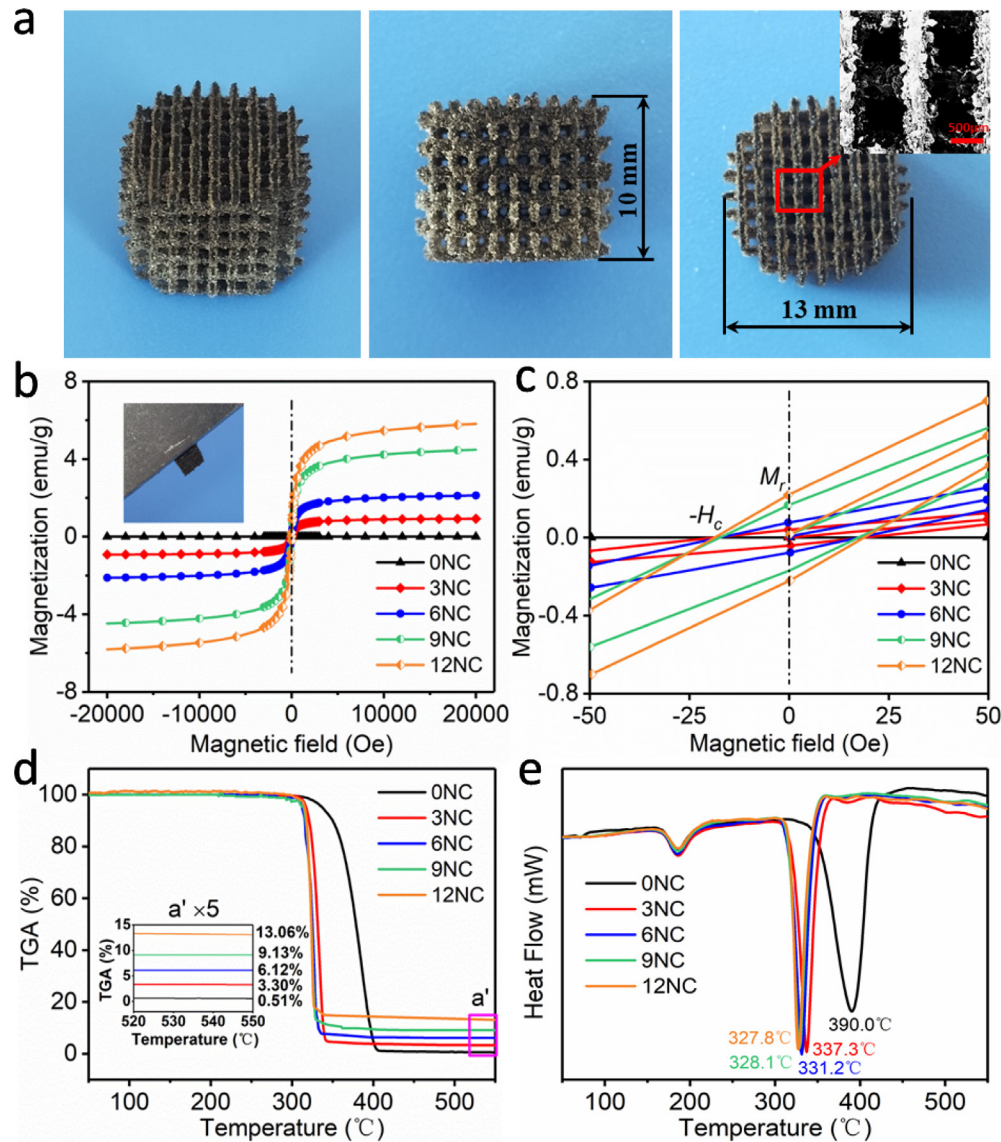 a
500μm
10 mm
13 mm
b
Magnetization (emu/g)
8
4
0
-4
-8
-20000 -10000 0 10000 20000
Magnetic field (Oe)
0NC
3NC
6NC
9NC
12NC
c
Magnetization (emu/g)
0.8
0.4
0.0
-0.4
-0.8
-50 -25 0 25 50
Magnetic field (Oe)
Mr
-Hc
0NC
3NC
6NC
9NC
12NC
d
TGA (%)
100
80
60
40
20
0
100 200 300 400 500
Temperature (℃)
0NC
3NC
6NC
9NC
12NC
a' ×5
TGA (%)
15
10
5
0
13.06%
9.13%
6.12%
3.30%
0.51%
520 530 540 550
Temperature (℃)
a'
e
Heat Flow (mW)
0NC
3NC
6NC
9NC
12NC
390.0℃
327.8℃
337.3℃
328.1℃
331.2℃
100 200 300 400 500
Temperature (℃)